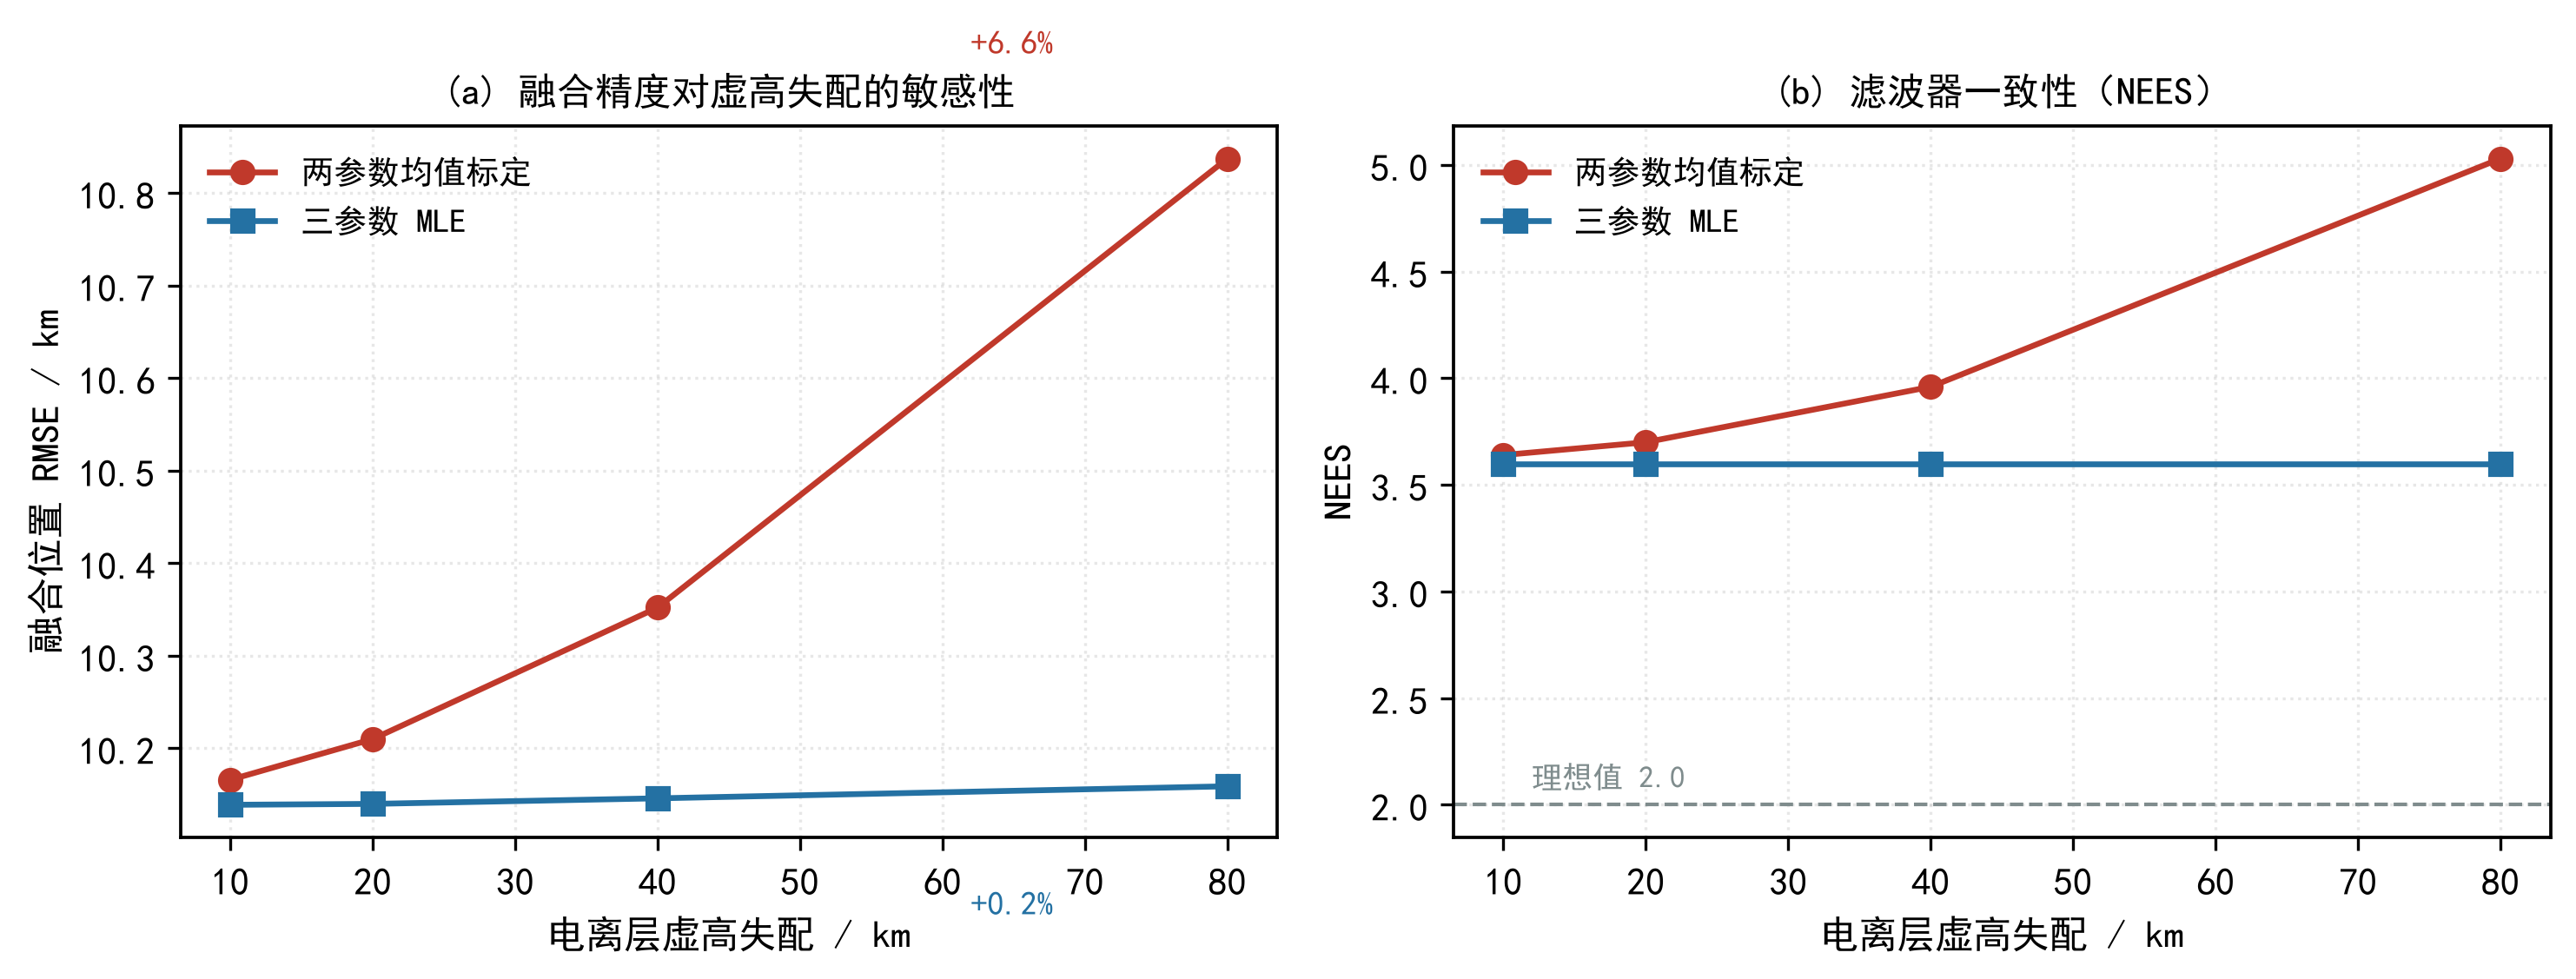 +6.6%
(a) 融合精度对虚高失配的敏感性
两参数均值标定
三参数 MLE
10.8
10.7
10.6
10.5
10.4
10.3
10.2
融合位置 RMSE / km
10 20 30 40 50 60 70 80
+0.2%
电离层虚高失配 / km
(b) 滤波器一致性（NEES）
两参数均值标定
三参数 MLE
5.0
4.5
4.0
3.5
3.0
2.5
2.0
NEES
理想值 2.0
10 20 30 40 50 60 70 80
电离层虚高失配 / km